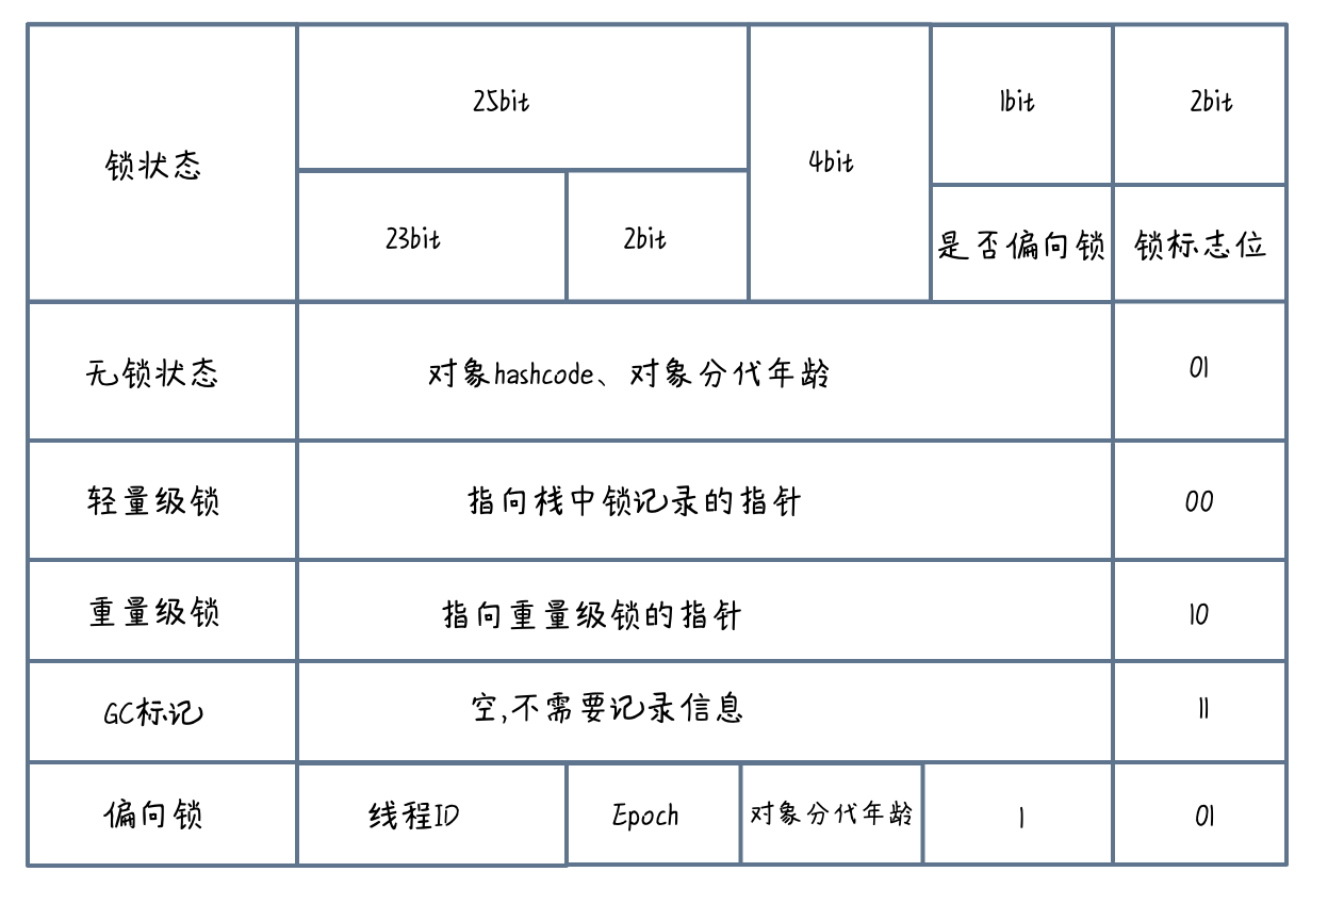 锁状态
25bit
4bit
1bit
2bit
23bit
2bit
是否偏向锁
锁标志位
无锁状态
对象hashcode、对象分代年龄
01
轻量级锁
指向栈中锁记录的指针
00
重量级锁
指向重量级锁的指针
10
GC标记
空,不需要记录信息
11
偏向锁
线程ID
Epoch
对象分代年龄
1
01